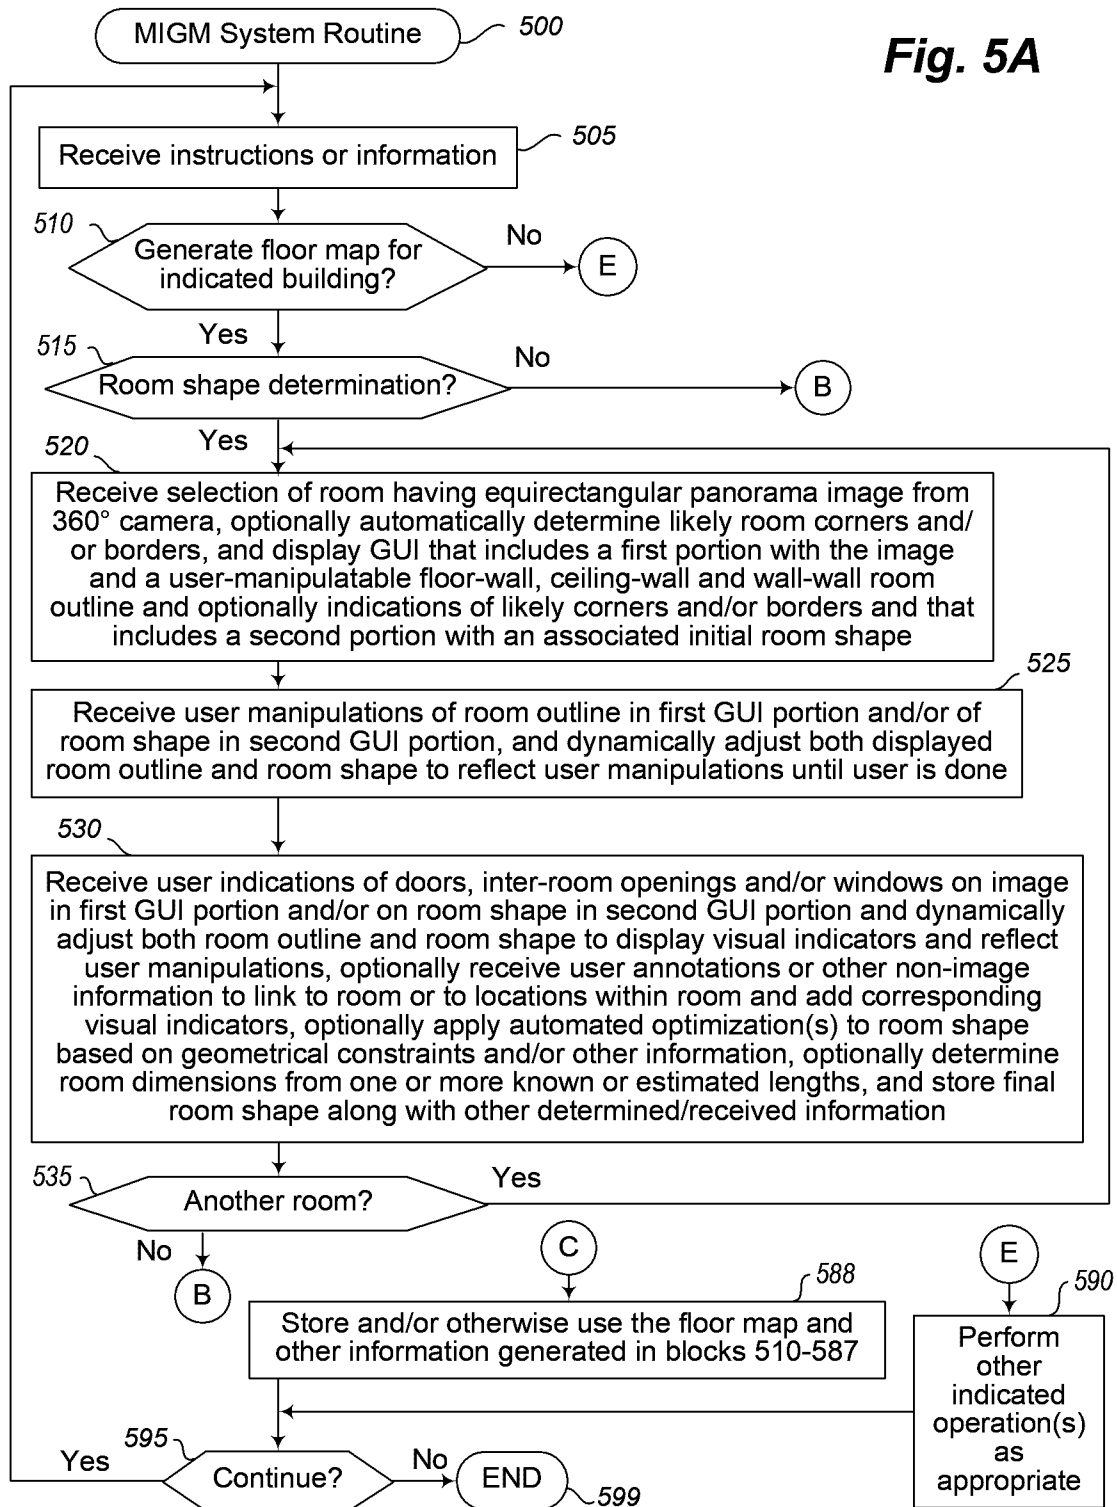 MIGM System Routine
500
Fig. 5A
505
Receive instructions or information
510
Generate floor map for
indicated building?
No
E
Yes
515
Room shape determination?
No
B
Yes
520
Receive selection of room having equirectangular panorama image from
360° camera, optionally automatically determine likely room corners and/
or borders, and display GUI that includes a first portion with the image
and a user-manipulatable floor-wall, ceiling-wall and wall-wall room
outline and optionally indications of likely corners and/or borders and that
includes a second portion with an associated initial room shape
525
Receive user manipulations of room outline in first GUI portion and/or of
room shape in second GUI portion, and dynamically adjust both displayed
room outline and room shape to reflect user manipulations until user is done
530
Receive user indications of doors, inter-room openings and/or windows on image
in first GUI portion and/or on room shape in second GUI portion and dynamically
adjust both room outline and room shape to display visual indicators and reflect
user manipulations, optionally receive user annotations or other non-image
information to link to room or to locations within room and add corresponding
visual indicators, optionally apply automated optimization(s) to room shape
based on geometrical constraints and/or other information, optionally determine
room dimensions from one or more known or estimated lengths, and store final
room shape along with other determined/received information
535
Another room?
Yes
No
B
C
588
Store and/or otherwise use the floor map and
other information generated in blocks 510-587
E
590
Perform
other
indicated
operation(s)
as
appropriate
595
Yes
Continue?
No
END
599